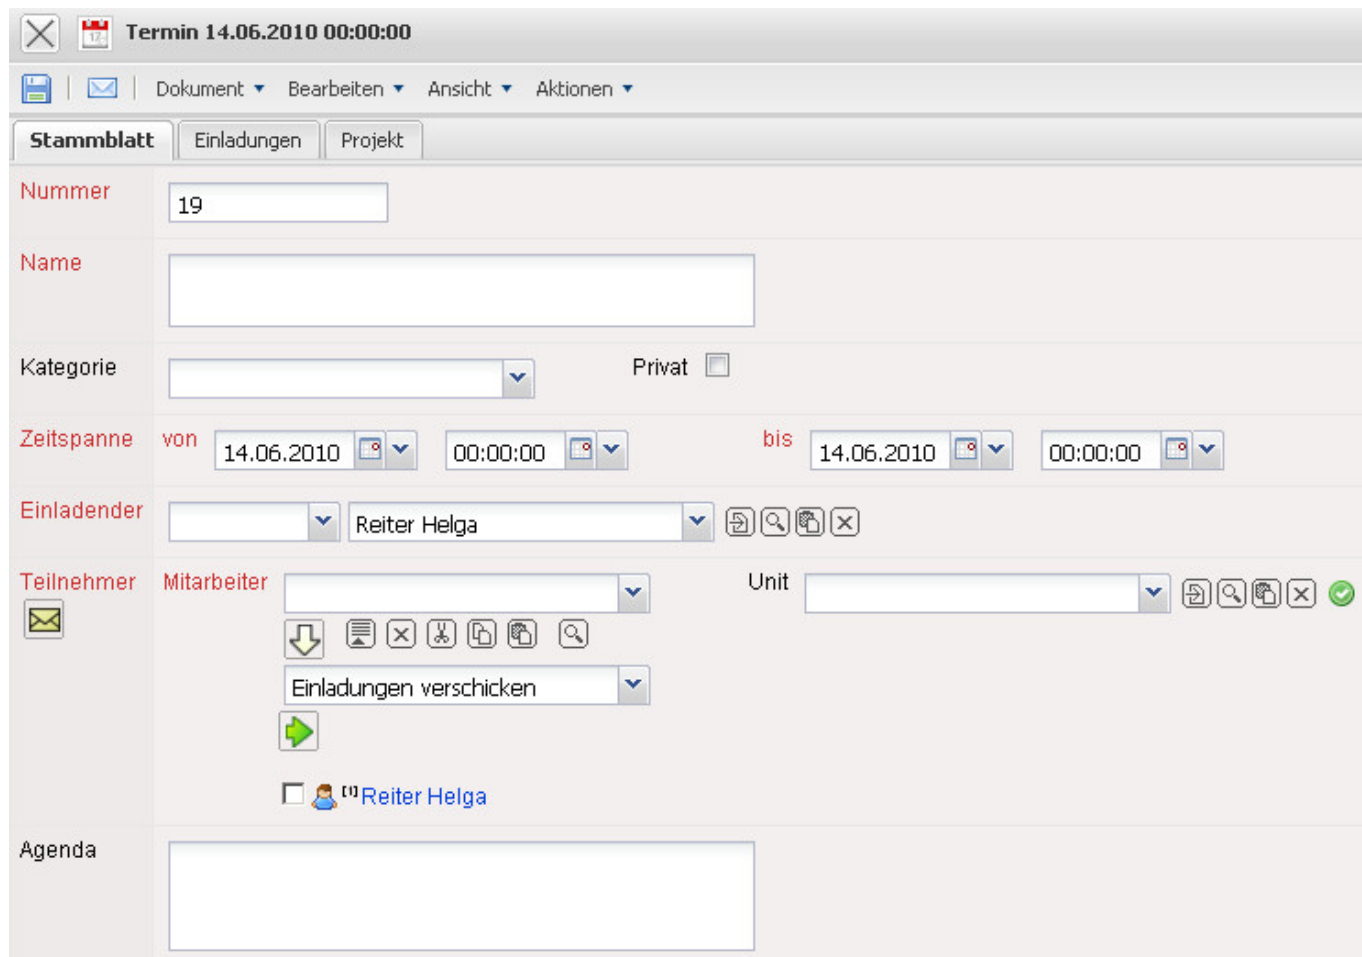 Termin 14.06.2010 00:00:00
Dokument Bearbeiten Ansicht Aktionen
Stammblatt Einladungen Projekt
Nummer 19
Name
Kategorie Privat
Zeitspanne von 14.06.2010 00:00:00 bis 14.06.2010 00:00:00
Einladender Reiter Helga
Teilnehmer Mitarbeiter Unit
Einladungen verschicken
[1] Reiter Helga
Agenda